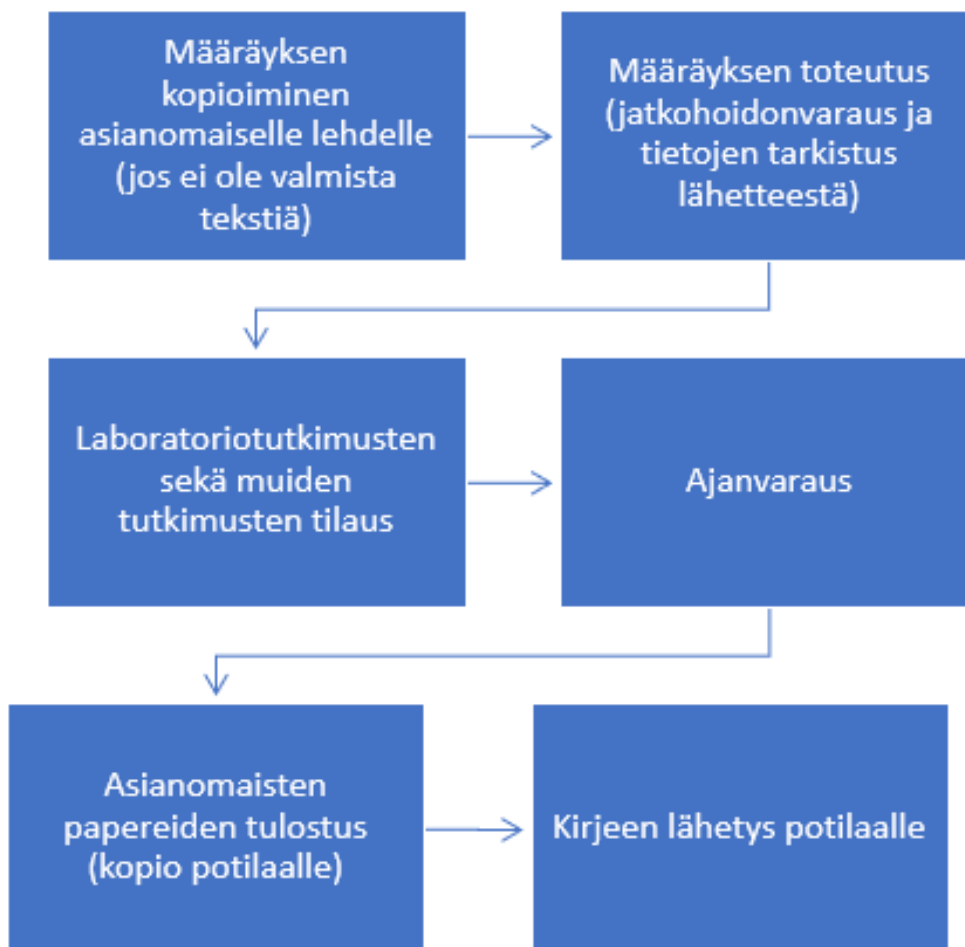 Määräyksen
kopioiminen
asianomaiselle lehdelle
(jos ei ole valmista
tekstiä)
Määräyksen toteutus
(jatkohoidonvaraus ja
tietojen tarkistus
lähetteestä)
Laboratoriotutkimusten
sekä muiden
tutkimusten tilaus
Ajanvaraus
Asianomaisten
papereiden tulostus
(kopio potilaalle)
Kirjeen lähetys potilaalle